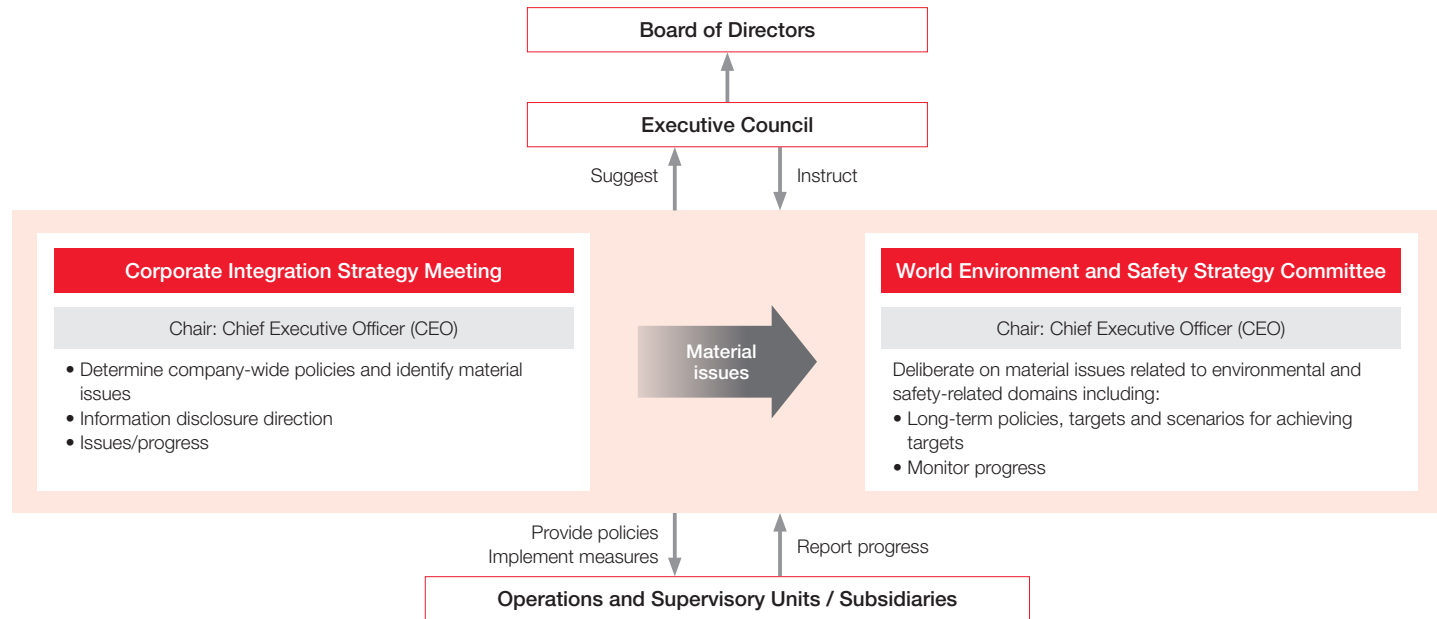 Board of Directors
Executive Council
Suggest
Instruct
Corporate Integration Strategy Meeting
Chair: Chief Executive Officer (CEO)
• Determine company-wide policies and identify material
issues
• Information disclosure direction
• Issues/progress
Material
issues
World Environment and Safety Strategy Committee
Chair: Chief Executive Officer (CEO)
Deliberate on material issues related to environmental and
safety-related domains including:
• Long-term policies, targets and scenarios for achieving
targets
• Monitor progress
Provide policies
Implement measures
Report progress
Operations and Supervisory Units / Subsidiaries